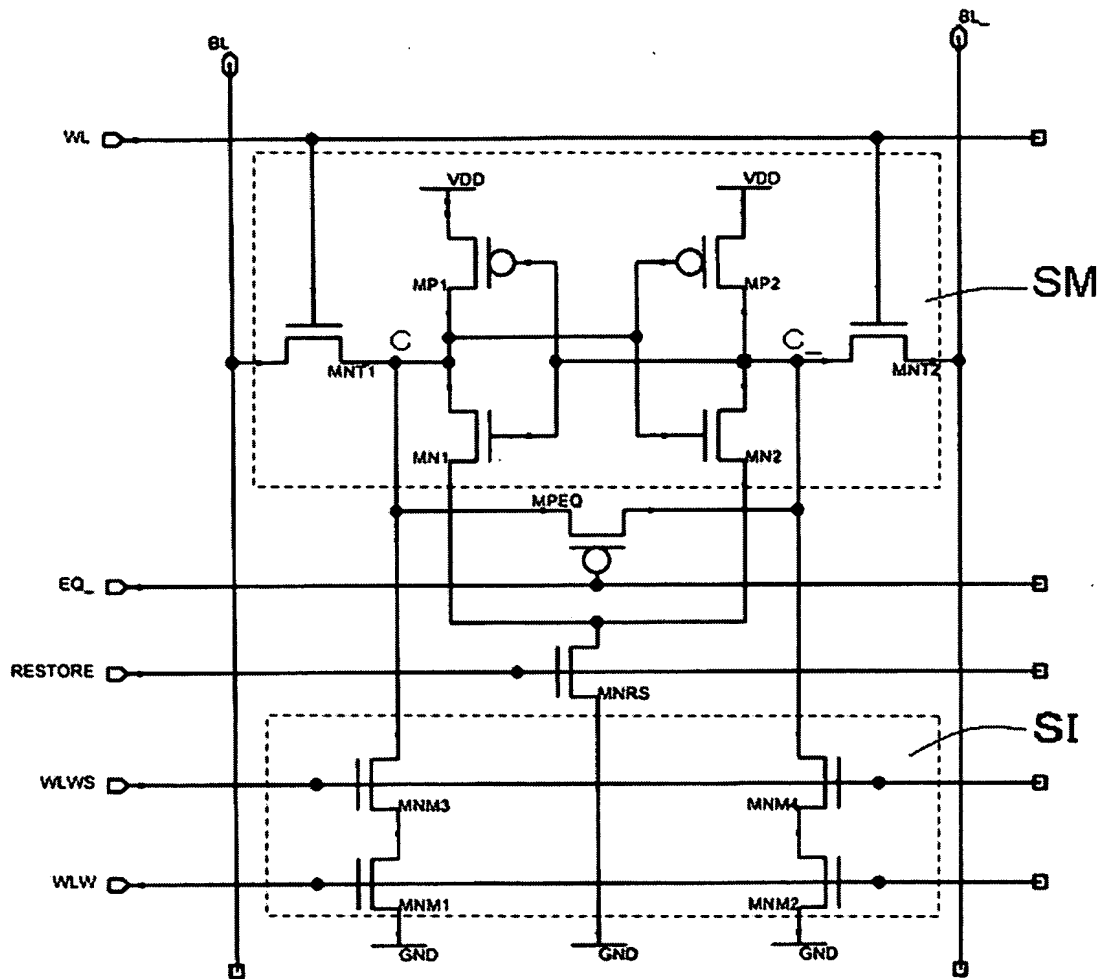 BL
BL_
WL
VDD
VDD
MP1
MP2
SM
C
C_
MNT1
MNT2
MN1
MN2
MPEQ
EQ_
RESTORE
MNRS
SI
WLWS
MNM3
MNM4
WLW
MNM1
MNM2
GND
GND
GND